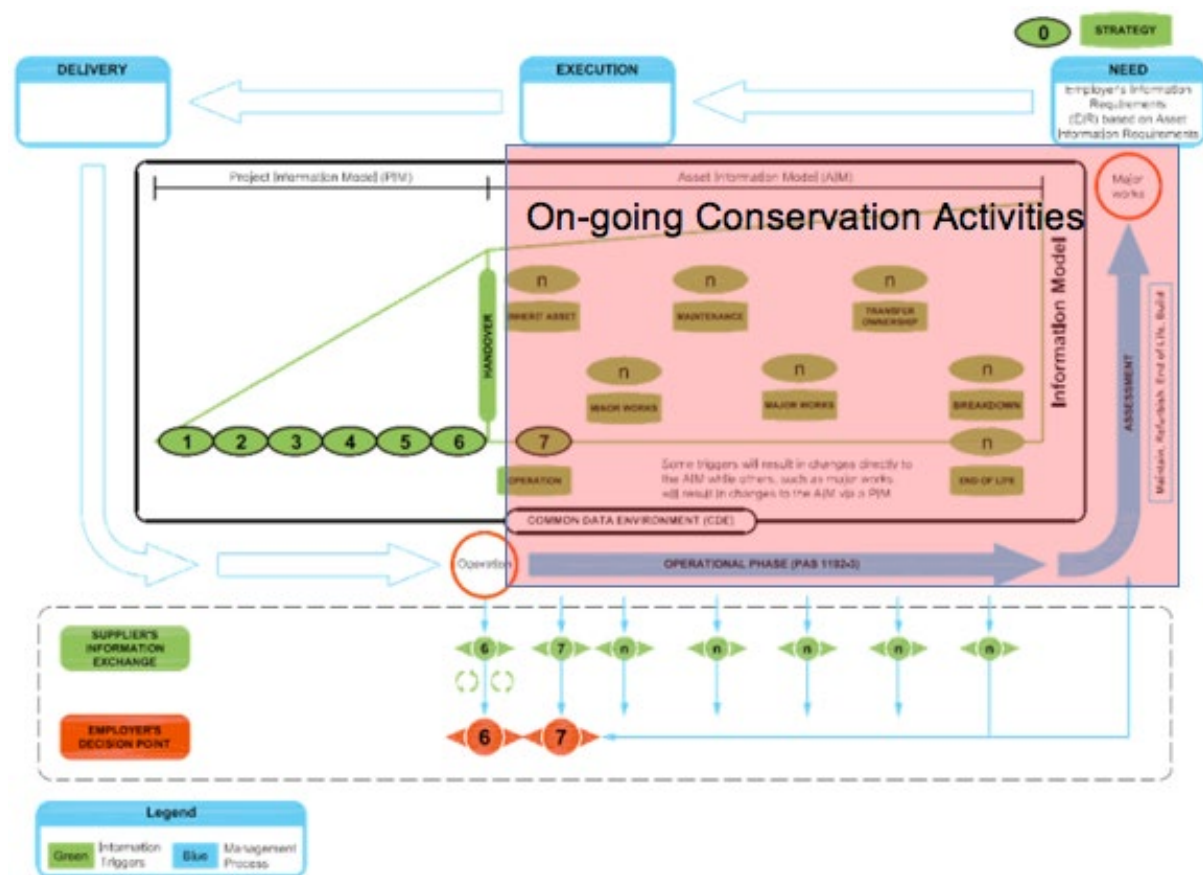 0
STRATEGY
DELIVERY
EXECUTION
NEED
Employer's Information
Requirements
(EIR) based on Asset
Information Requirements
Project Information Model (PIM)
Asset Information Model (AIM)
Major
works
On-going Conservation Activities
n
n
n
INHERIT ASSET
MAINTENANCE
TRANSFER
OWNERSHIP
HANDOVER
Information Model
ASSESSMENT
Maintain, Refurbish, End of Life, Build
n
n
n
MINOR WORKS
MAJOR WORKS
BREAKDOWN
1
2
3
4
5
6
7
n
OPERATION
Some triggers will result in changes directly to
the AIM while others, such as major works
will result in changes to the AIM via a PIM
END OF LIFE
COMMON DATA ENVIRONMENT (CDE)
Operation
OPERATIONAL PHASE (PAS 1192-3)
SUPPLIER'S
INFORMATION
EXCHANGE
6
7
n
n
n
n
n
EMPLOYER'S
DECISION POINT
6
7
Legend
Green
Information
Triggers
Blue
Management
Process